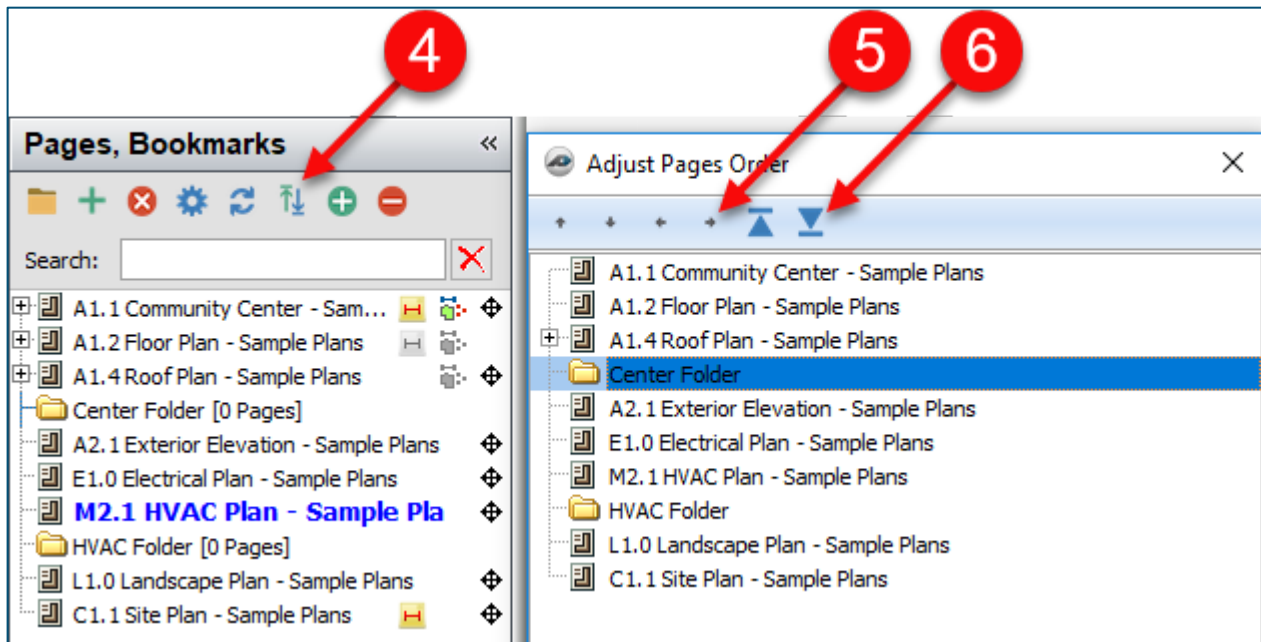 4
5
6
Pages, Bookmarks
Search:
A1.1 Community Center - Sam...
A1.2 Floor Plan - Sample Plans
A1.4 Roof Plan - Sample Plans
Center Folder [0 Pages]
A2.1 Exterior Elevation - Sample Plans
E1.0 Electrical Plan - Sample Plans
M2.1 HVAC Plan - Sample Pla
HVAC Folder [0 Pages]
L1.0 Landscape Plan - Sample Plans
C1.1 Site Plan - Sample Plans
Adjust Pages Order
A1.1 Community Center - Sample Plans
A1.2 Floor Plan - Sample Plans
A1.4 Roof Plan - Sample Plans
Center Folder
A2.1 Exterior Elevation - Sample Plans
E1.0 Electrical Plan - Sample Plans
M2.1 HVAC Plan - Sample Plans
HVAC Folder
L1.0 Landscape Plan - Sample Plans
C1.1 Site Plan - Sample Plans